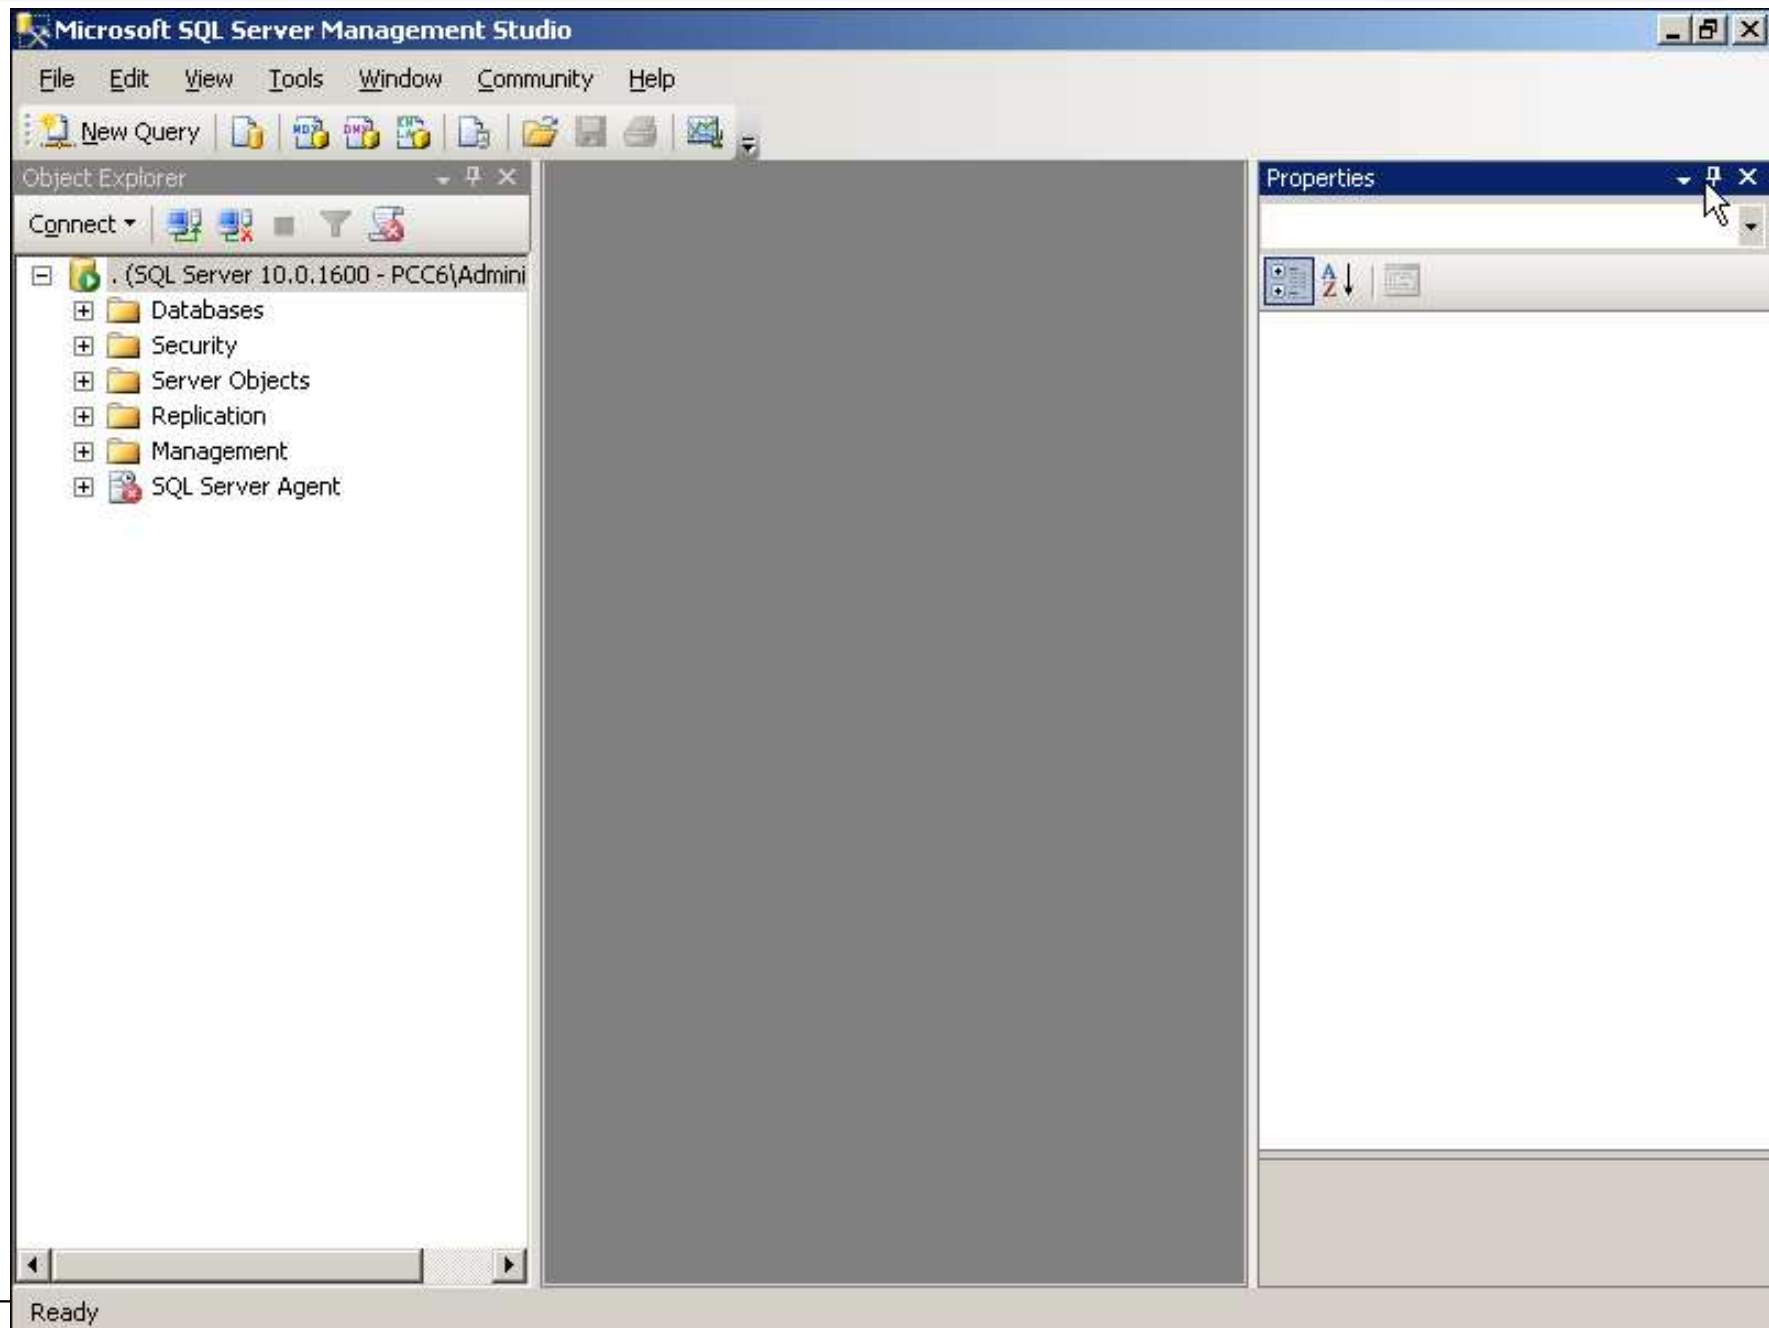 Microsoft SQL Server Management Studio
File Edit View Tools Window Community Help
New Query
Object Explorer
Connect
. (SQL Server 10.0.1600 - PCC6\Admini
Databases
Security
Server Objects
Replication
Management
SQL Server Agent
Properties
Ready